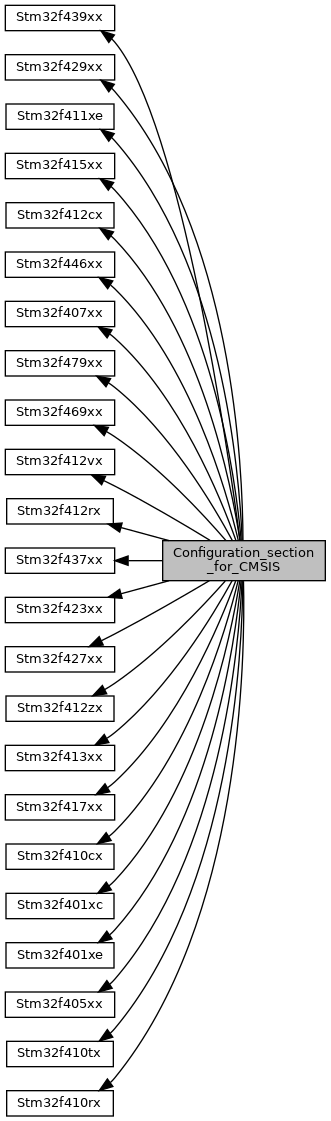 Stm32f439xx
Stm32f429xx
Stm32f411xe
Stm32f415xx
Stm32f412cx
Stm32f446xx
Stm32f407xx
Stm32f479xx
Stm32f469xx
Stm32f412vx
Stm32f412rx
Configuration_section
_for_CMSIS
Stm32f437xx
Stm32f423xx
Stm32f427xx
Stm32f412zx
Stm32f413xx
Stm32f417xx
Stm32f410cx
Stm32f401xc
Stm32f401xe
Stm32f405xx
Stm32f410tx
Stm32f410rx